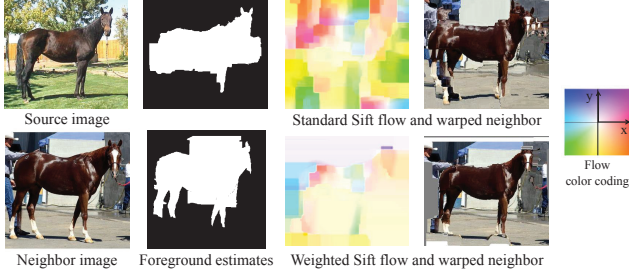 Source image
Standard Sift flow and warped neighbor
y
x
Flow
color coding
Neighbor image
Foreground estimates
Weighted Sift flow and warped neighbor